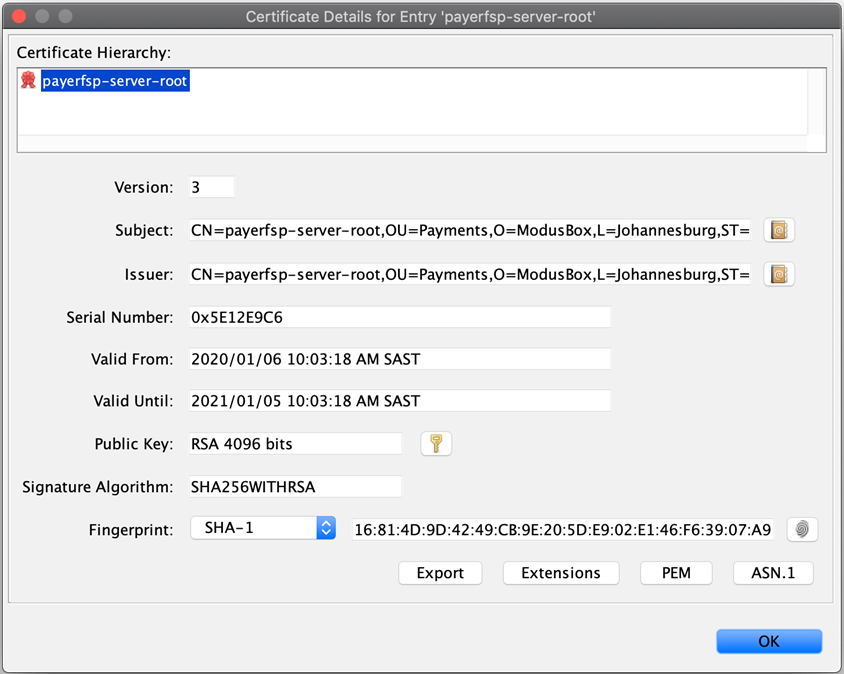 Certificate Details for Entry 'payerfsp-server-root'
Certificate Hierarchy:
payerfsp-server-root
Version: 3
Subject: CN=payerfsp-server-root,OU=Payments,O=ModusBox,L=Johannesburg,ST=
Issuer: CN=payerfsp-server-root,OU=Payments,O=ModusBox,L=Johannesburg,ST=
Serial Number: 0x5E12E9C6
Valid From: 2020/01/06 10:03:18 AM SAST
Valid Until: 2021/01/05 10:03:18 AM SAST
Public Key: RSA 4096 bits
Signature Algorithm: SHA256WITHRSA
Fingerprint: SHA-1 16:81:4D:9D:42:49:CB:9E:20:5D:E9:02:E1:46:F6:39:07:A9
Export Extensions PEM ASN.1
OK